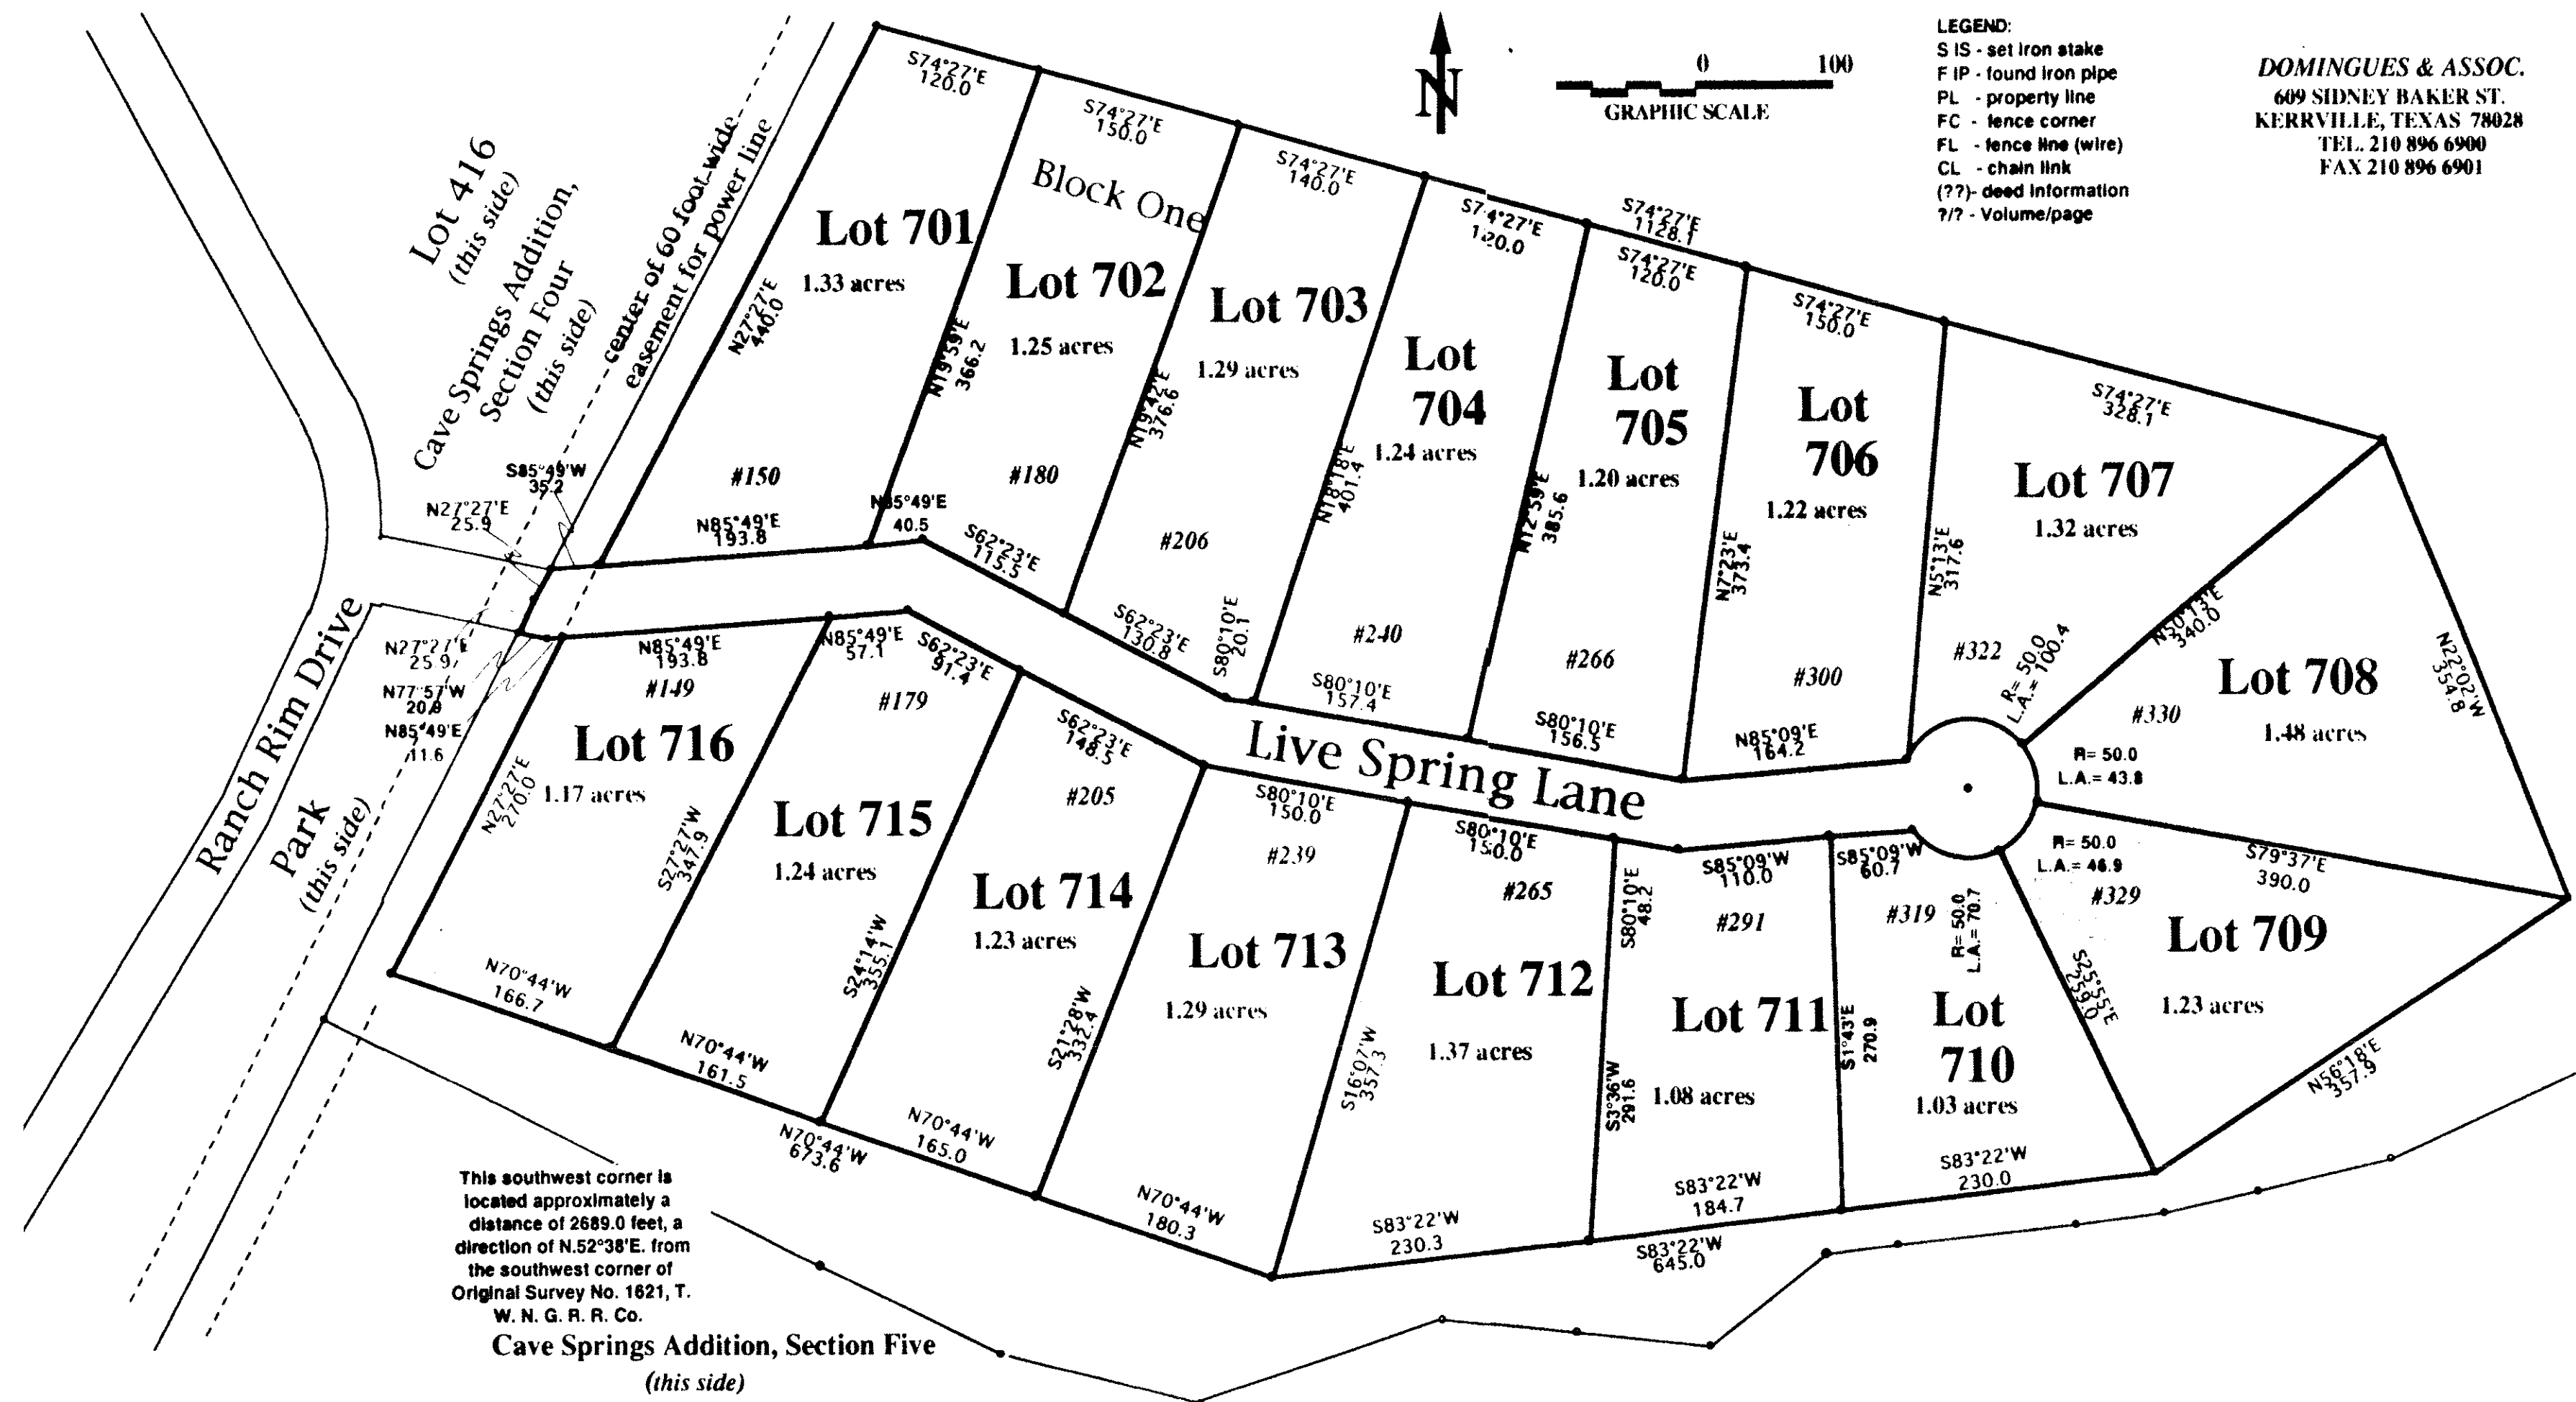 LEGEND:
S IS - set iron stake
F IP - found iron pipe
PL - property line
FC - fence corner
FL - fence line (wire)
CL - chain link
(??)- deed information
?/? - Volume/page
DOMINGUES & ASSOC.
609 SIDNEY BAKER ST.
KERRVILLE, TEXAS 78028
TEL. 210 896 6900
FAX 210 896 6901
N
0 100
GRAPHIC SCALE
Lot 416
(this side)
Cave Springs Addition,
Section Four
(this side)
center of 60 foot wide
easement for power line
Block One
S74°27'E
1128.1
S74°27'E
120.0
Lot 701
1.33 acres
N27°27'E
440.0
#150
N85°49'E
193.8
S74°27'E
150.0
Lot 702
1.25 acres
N19°59'E
366.2
#180
N85°49'E
40.5
S62°23'E
115.5
S74°27'E
140.0
Lot 703
1.29 acres
N19°42'E
376.6
#206
S62°23'E
130.8
S80°10'E
20.1
S74°27'E
120.0
Lot
704
1.24 acres
N18°18'E
401.4
#240
S80°10'E
157.4
S74°27'E
120.0
Lot
705
1.20 acres
N12°59'E
385.6
#266
S80°10'E
156.5
S74°27'E
150.0
Lot
706
1.22 acres
N7°23'E
373.4
#300
N85°09'E
164.2
S74°27'E
328.1
Lot 707
1.32 acres
N5°13'E
317.6
#322
R= 50.0
L.A.= 100.4
N50°13'E
340.0
Lot 708
1.48 acres
#330
N22°02'W
354.8
R= 50.0
L.A.= 43.8
S85°49'W
35.2
N27°27'E
25.9
N27°27'E
25.9
N77°57'W
20.9
N85°49'E
11.6
Ranch Rim Drive
Park
(this side)
Live Spring Lane
N85°49'E
193.8
#149
Lot 716
1.17 acres
N27°27'E
270.0
N70°44'W
166.7
N85°49'E
57.1
S62°23'E
91.4
#179
Lot 715
1.24 acres
S27°27'W
347.9
N70°44'W
161.5
S62°23'E
148.5
#205
Lot 714
1.23 acres
S24°14'W
355.1
N70°44'W
165.0
N70°44'W
673.6
S80°10'E
150.0
#239
Lot 713
1.29 acres
S21°28'W
332.4
N70°44'W
180.3
S80°10'E
150.0
#265
Lot 712
1.37 acres
S16°07'W
357.3
S83°22'W
230.3
S80°10'E
48.2
S85°09'W
110.0
#291
Lot 711
1.08 acres
S3°36'W
291.6
S83°22'W
184.7
S83°22'W
645.0
S85°09'W
60.7
#319
R= 50.0
L.A.= 70.7
Lot
710
1.03 acres
S1°43'E
270.9
S83°22'W
230.0
R= 50.0
L.A.= 46.9
S79°37'E
390.0
#329
Lot 709
1.23 acres
S25°55'E
259.0
N56°18'E
357.9
This southwest corner is
located approximately a
distance of 2689.0 feet, a
direction of N.52°38'E. from
the southwest corner of
Original Survey No. 1621, T.
W. N. G. R. R. Co.
Cave Springs Addition, Section Five
(this side)